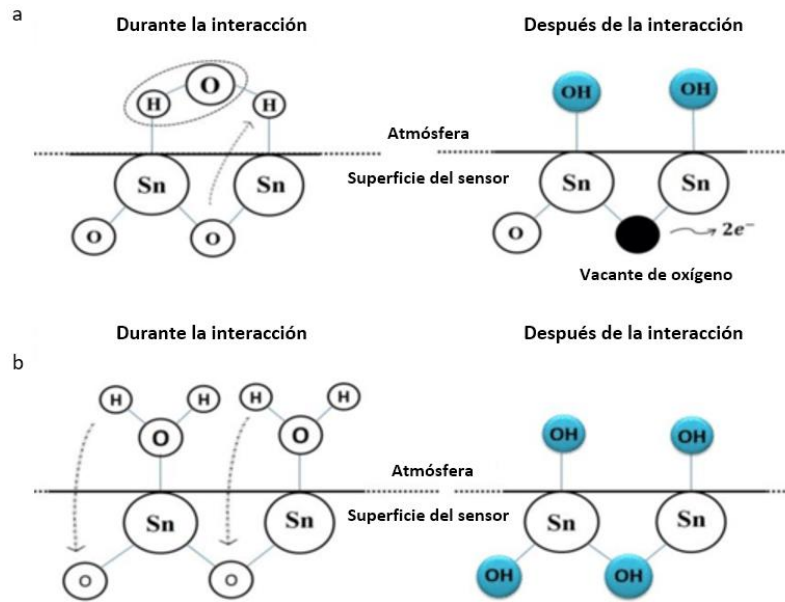 a
Durante la interacción
Después de la interacción
O
H
H
OH
OH
Atmósfera
Superficie del sensor
Sn
Sn
Sn
Sn
O
O
O
2e⁻
Vacante de oxígeno
Durante la interacción
Después de la interacción
b
H
H
H
H
O
O
OH
OH
Atmósfera
Superficie del sensor
Sn
Sn
Sn
Sn
O
O
OH
OH